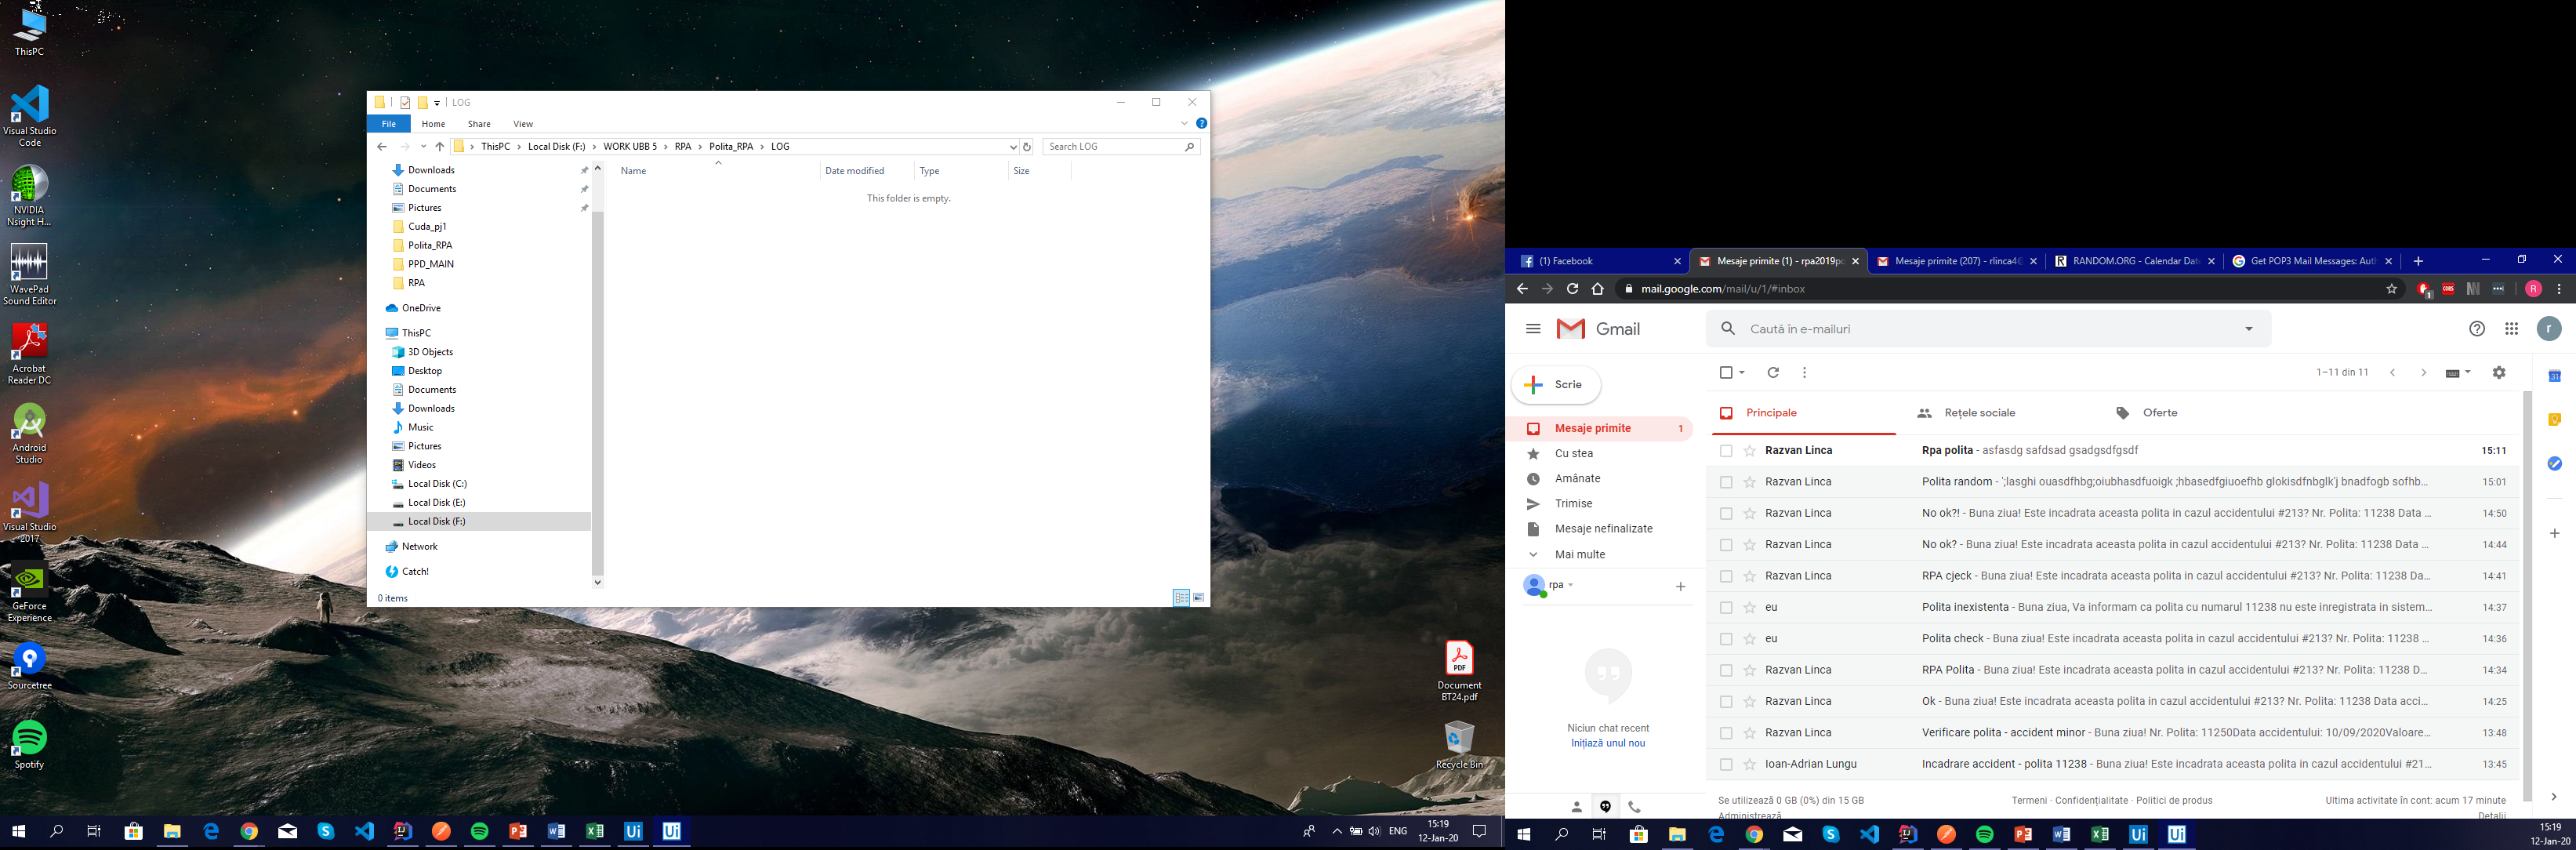 ThisPC
Visual Studio
Code
NVIDIA
Nsight H...
WavePad
Sound Editor
Acrobat
Reader DC
Android
Studio
Visual Studio
2017
GeForce
Experience
Sourcetree
Spotify
LOG
File
Home
Share
View
ThisPC > Local Disk (F:) > WORK UBB 5 > RPA > Polita_RPA > LOG
Search LOG
Downloads
Documents
Pictures
Cuda_pj1
Polita_RPA
PPD_MAIN
RPA
OneDrive
ThisPC
3D Objects
Desktop
Documents
Downloads
Music
Pictures
Videos
Local Disk (C:)
Local Disk (E:)
Local Disk (F:)
Network
Catch!
Name
Date modified
Type
Size
This folder is empty.
0 items
PDF
Document
BT24.pdf
Recycle Bin
ENG
15:19
12-Jan-20
(1) Facebook
Mesaje primite (1) - rpa2019po
Mesaje primite (207) - rlinca4@
RANDOM.ORG - Calendar Date
Get POP3 Mail Messages: Auth
mail.google.com/mail/u/1/#inbox
Gmail
Caută în e-mailuri
Scrie
1–11 din 11
Mesaje primite 1
Cu stea
Amânate
Trimise
Mesaje nefinalizate
Mai multe
rpa
Niciun chat recent
Inițiază unul nou
Principale
Rețele sociale
Oferte
Razvan Linca Rpa polita - asfasdg safdsad gsadgsdfgsdf 15:11
Razvan Linca Polita random - ';lasghi ouasdfhbg;oiubhasdfuoigk ;hbasedfgiuoefhb glokisdfnbglk'j bnadfogb sofhb... 15:01
Razvan Linca No ok?! - Buna ziua! Este incadrata aceasta polita in cazul accidentului #213? Nr. Polita: 11238 Data ... 14:50
Razvan Linca No ok? - Buna ziua! Este incadrata aceasta polita in cazul accidentului #213? Nr. Polita: 11238 Data ... 14:44
Razvan Linca RPA cjeck - Buna ziua! Este incadrata aceasta polita in cazul accidentului #213? Nr. Polita: 11238 Da... 14:41
eu Polita inexistenta - Buna ziua, Va informam ca polita cu numarul 11238 nu este inregistrata in sistem... 14:37
eu Polita check - Buna ziua! Este incadrata aceasta polita in cazul accidentului #213? Nr. Polita: 11238 ... 14:36
Razvan Linca RPA Polita - Buna ziua! Este incadrata aceasta polita in cazul accidentului #213? Nr. Polita: 11238 D... 14:34
Razvan Linca Ok - Buna ziua! Este incadrata aceasta polita in cazul accidentului #213? Nr. Polita: 11238 Data acci... 14:25
Razvan Linca Verificare polita - accident minor - Buna ziua! Nr. Polita: 11250Data accidentului: 10/09/2020Valoare... 13:48
Ioan-Adrian Lungu Incadrare accident - polita 11238 - Buna ziua! Este incadrata aceasta polita in cazul accidentului #21... 13:45
Se utilizează 0 GB (0%) din 15 GB
Administrează
Termeni · Confidențialitate · Politici de produs
Ultima activitate în cont: acum 17 minute
Detalii
15:19
12-Jan-20